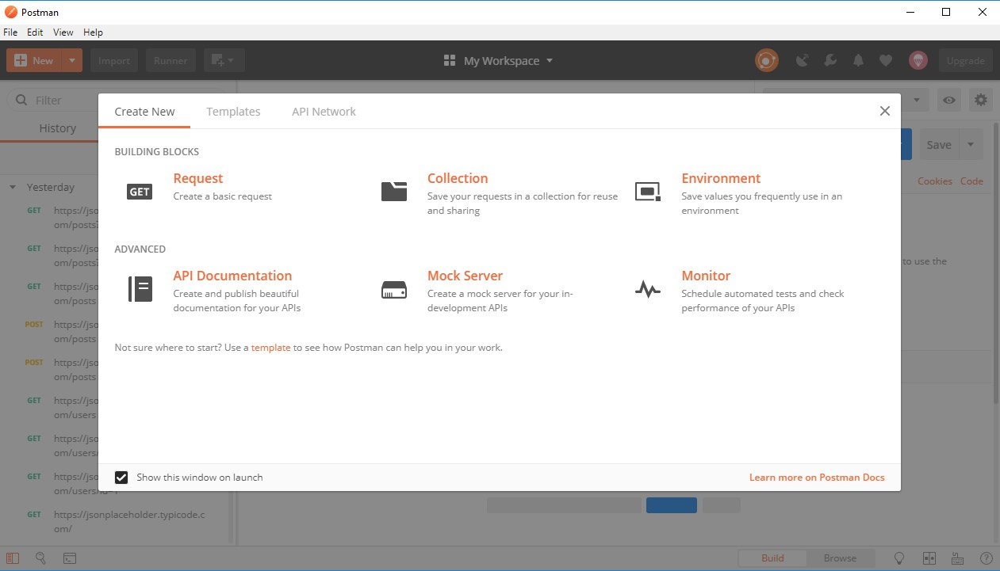 Postman
File Edit View Help
New Import Runner My Workspace Upgrade
Filter
History
Save
Cookies Code
Yesterday
GET https://jso
om/posts?
GET https://jso
om/posts?
GET https://jso
om/posts
POST https://jso
om/posts
POST https://jso
om/posts
GET https://jso
om/users
GET https://jso
om/users/
GET https://jso
om/users?id=1
GET https://jsonplaceholder.typicode.c
om/
to use the
Create New Templates API Network
BUILDING BLOCKS
GET
Request
Create a basic request
Collection
Save your requests in a collection for reuse
and sharing
Environment
Save values you frequently use in an
environment
ADVANCED
API Documentation
Create and publish beautiful
documentation for your APIs
Mock Server
Create a mock server for your in-
development APIs
Monitor
Schedule automated tests and check
performance of your APIs
Not sure where to start? Use a template to see how Postman can help you in your work.
Show this window on launch
Learn more on Postman Docs
Build Browse